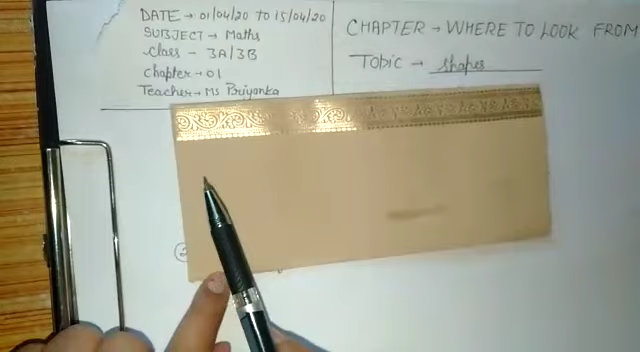 DATE → 01/04/20 TO 15/04/20
SUBJECT → Maths
class - 3A/3B
chapter → 01
Teacher → Ms Priyanka
CHAPTER → WHERE TO LOOK FROM
Topic → shapes